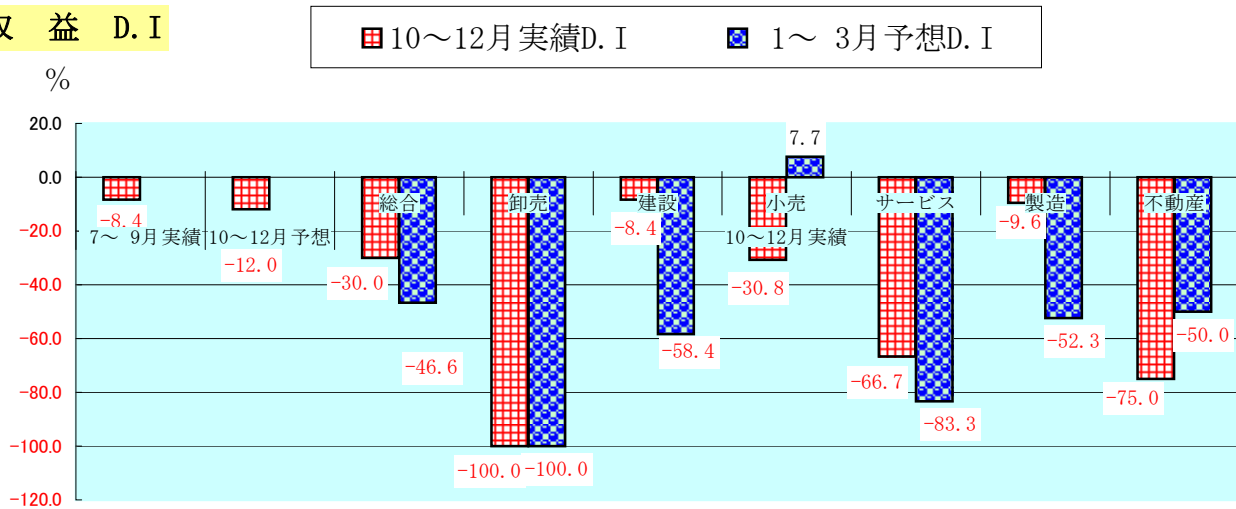 収 益 D.I
10～12月実績D.I
1～ 3月予想D.I
%
20.0
0.0
-20.0
-40.0
-60.0
-80.0
-100.0
-120.0
7.7
総合
卸売
建設
小売
サービス
製造
不動産
-8.4
-8.4
-9.6
7～ 9月実績
10～12月予想
10～12月実績
-12.0
-30.0
-30.8
-46.6
-58.4
-52.3
-50.0
-66.7
-75.0
-83.3
-100.0
-100.0